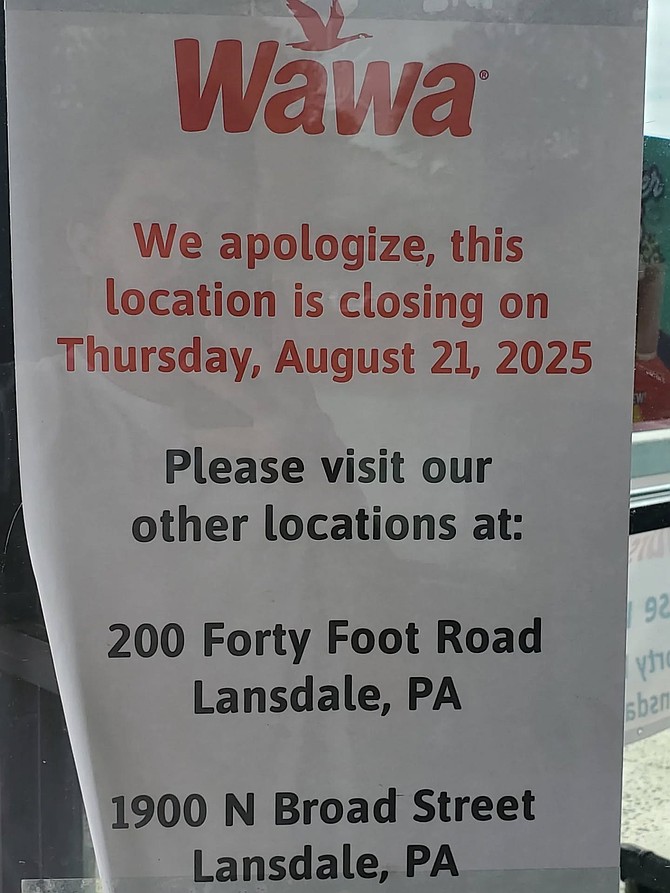 Wawa®
We apologize, this
location is closing on
Thursday, August 21, 2025
Please visit our
other locations at:
200 Forty Foot Road
Lansdale, PA
1900 N Broad Street
Lansdale, PA